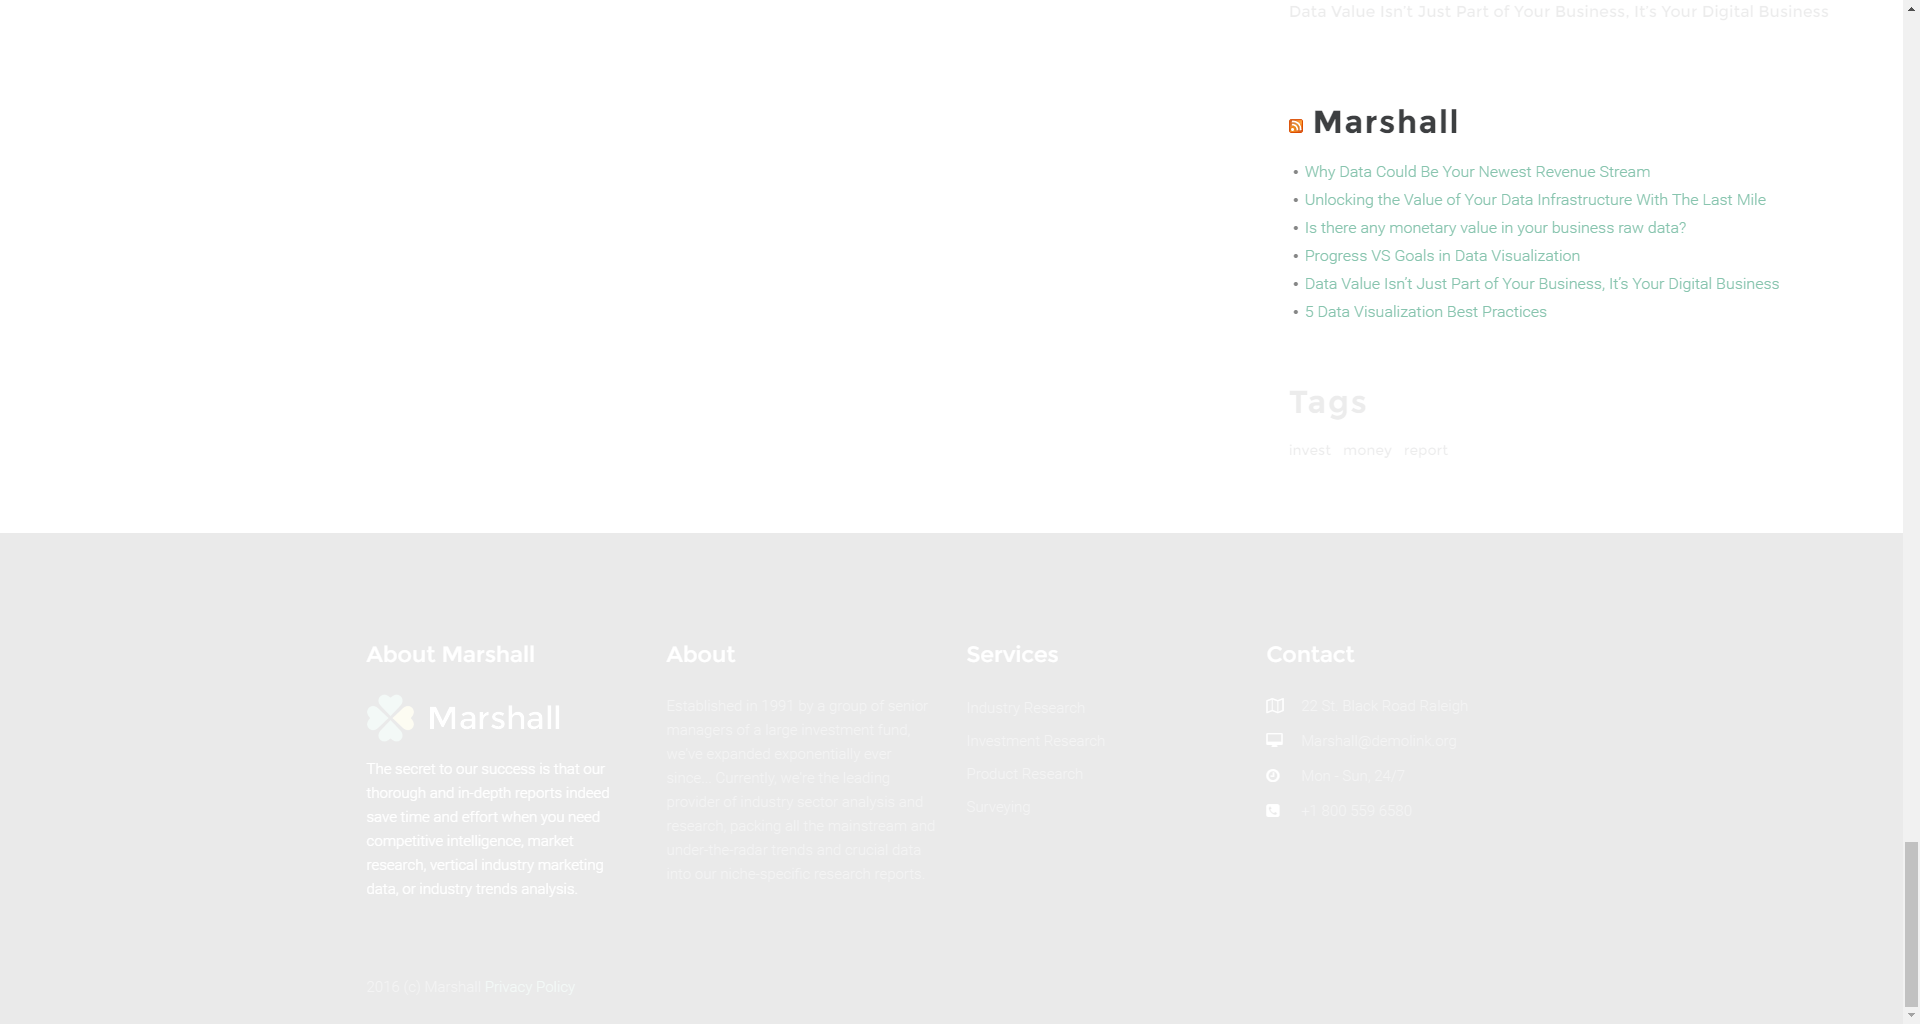 Data Value Isn't Just Part of Your Business, It's Your Digital Business
Marshall
• Why Data Could Be Your Newest Revenue Stream
• Unlocking the Value of Your Data Infrastructure With The Last Mile
• Is there any monetary value in your business raw data?
• Progress VS Goals in Data Visualization
• Data Value Isn't Just Part of Your Business, It's Your Digital Business
• 5 Data Visualization Best Practices
Tags
invest money report
About Marshall
Marshall
The secret to our success is that our
thorough and in-depth reports indeed
save time and effort when you need
competitive intelligence, market
research, vertical industry marketing
data, or industry trends analysis.
About
Established in 1991 by a group of senior
managers of a large investment fund,
we've expanded exponentially ever
since... Currently, we're the leading
provider of industry sector analysis and
research, packing all the mainstream and
under-the-radar trends and crucial data
into our niche-specific research reports.
Services
Industry Research
Investment Research
Product Research
Surveying
Contact
22 St. Black Road Raleigh
Marshall@demolink.org
Mon - Sun: 24/7
+1 800 559 6580
2016 (c) Marshall Privacy Policy